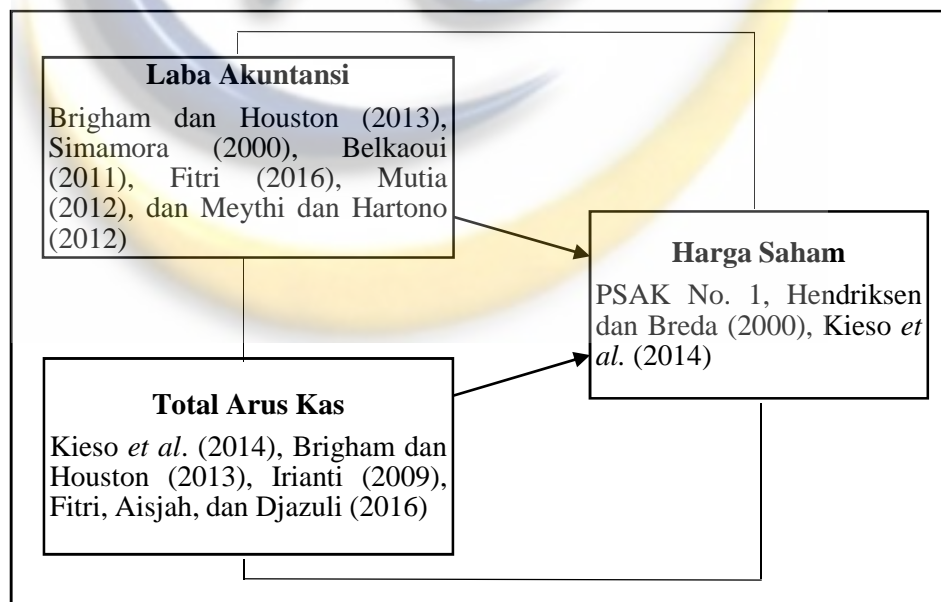 Laba Akuntansi
Brigham dan Houston (2013),
Simamora (2000), Belkaoui
(2011), Fitri (2016), Mutia
(2012), dan Meythi dan Hartono
(2012)
Harga Saham
PSAK No. 1, Hendriksen
dan Breda (2000), Kieso et
al. (2014)
Total Arus Kas
Kieso et al. (2014), Brigham dan
Houston (2013), Irianti (2009),
Fitri, Aisjah, dan Djazuli (2016)